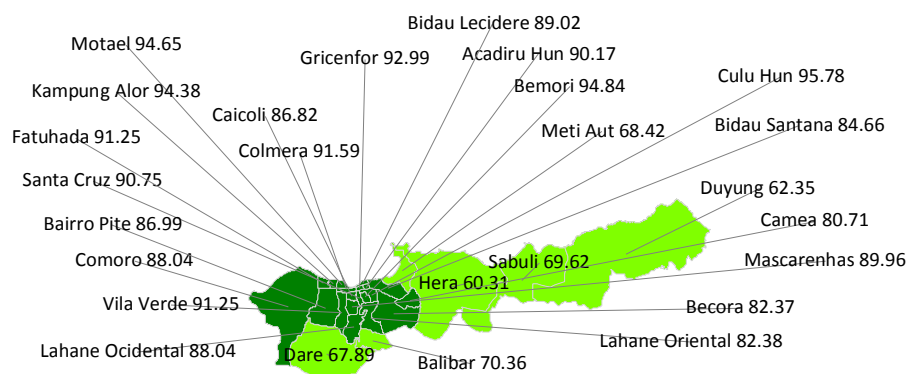 Bidau Lecidere 89.02
Motael 94.65
Gricenfor 92.99
Acadiru Hun 90.17
Culu Hun 95.78
Kampung Alor 94.38
Bemori 94.84
Caicoli 86.82
Bidau Santana 84.66
Fatuhada 91.25
Meti Aut 68.42
Colmera 91.59
Santa Cruz 90.75
Duyung 62.35
Bairro Pite 86.99
Camea 80.71
Comoro 88.04
Sabuli 69.62
Mascarenhas 89.96
Hera 60.31
Vila Verde 91.25
Becora 82.37
Lahane Oriental 82.38
Lahane Ocidental 88.04
Dare 67.89
Balibar 70.36